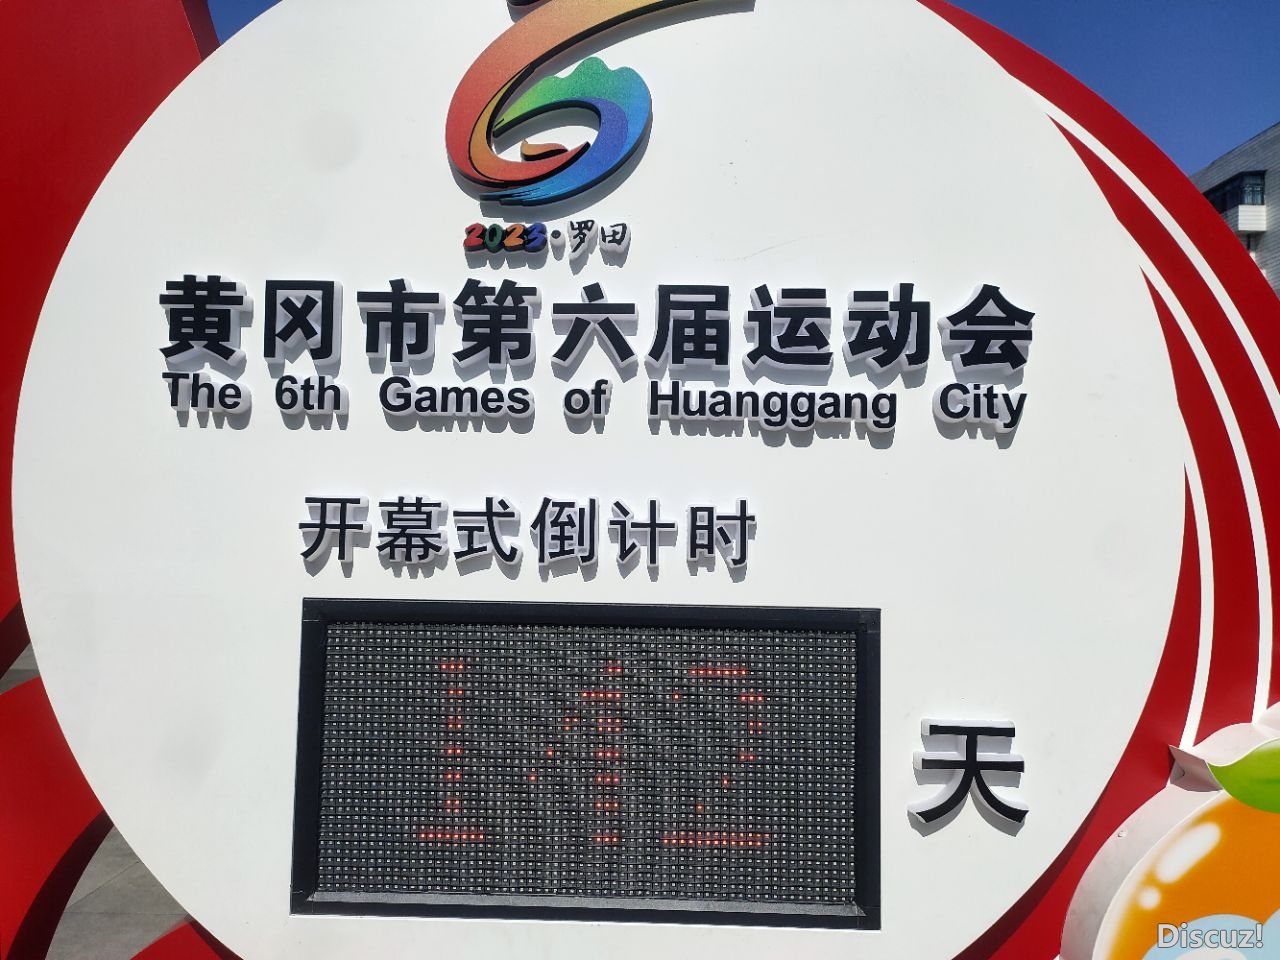 2023·罗田
黄冈市第六届运动会
The 6th Games of Huanggang City
开幕式倒计时
142
天
Discuz!